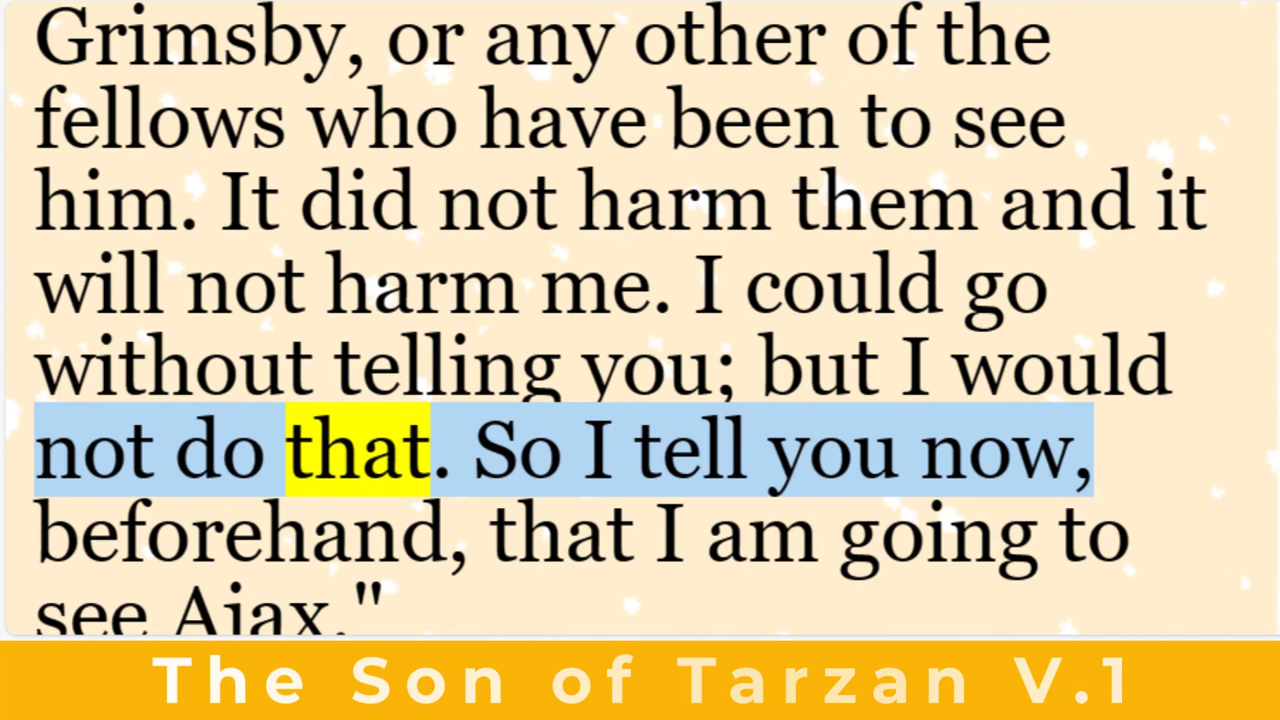 Grimsby, or any other of the
fellows who have been to see
him. It did not harm them and it
will not harm me. I could go
without telling you; but I would
not do that. So I tell you now,
beforehand, that I am going to
see Ajax."
The Son of Tarzan V.1